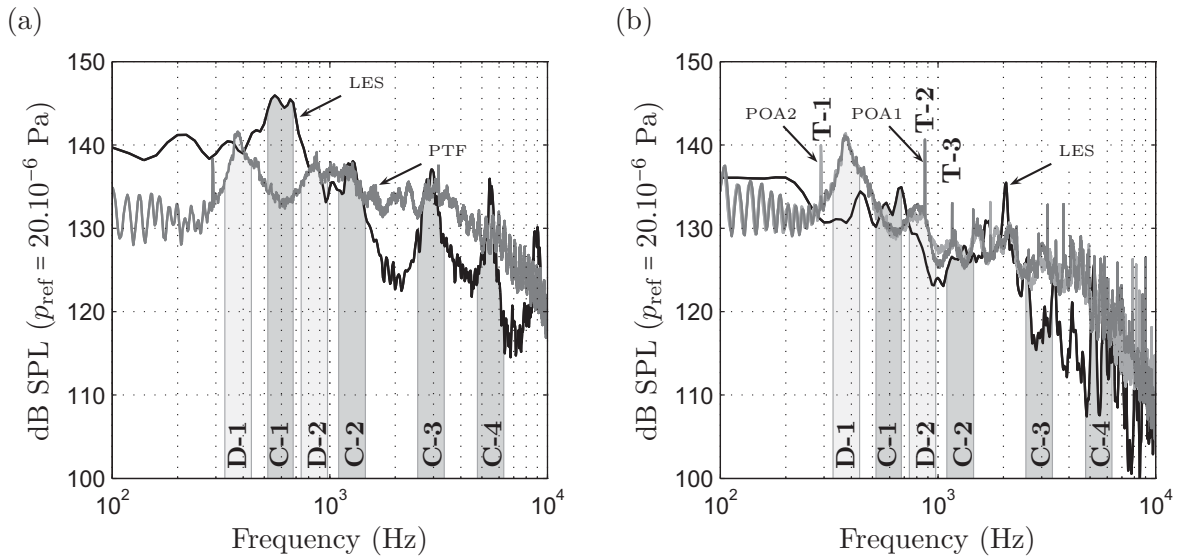 (a)
150
140
130
120
110
100
dB SPL (p_ref = 20.10^-6 Pa)
LES
PTF
D-1
C-1
D-2
C-2
C-3
C-4
10^2
10^3
10^4
Frequency (Hz)
(b)
150
140
130
120
110
100
dB SPL (p_ref = 20.10^-6 Pa)
POA2
T-1
POA1
T-2
T-3
LES
D-1
C-1
D-2
C-2
C-3
C-4
10^2
10^3
10^4
Frequency (Hz)